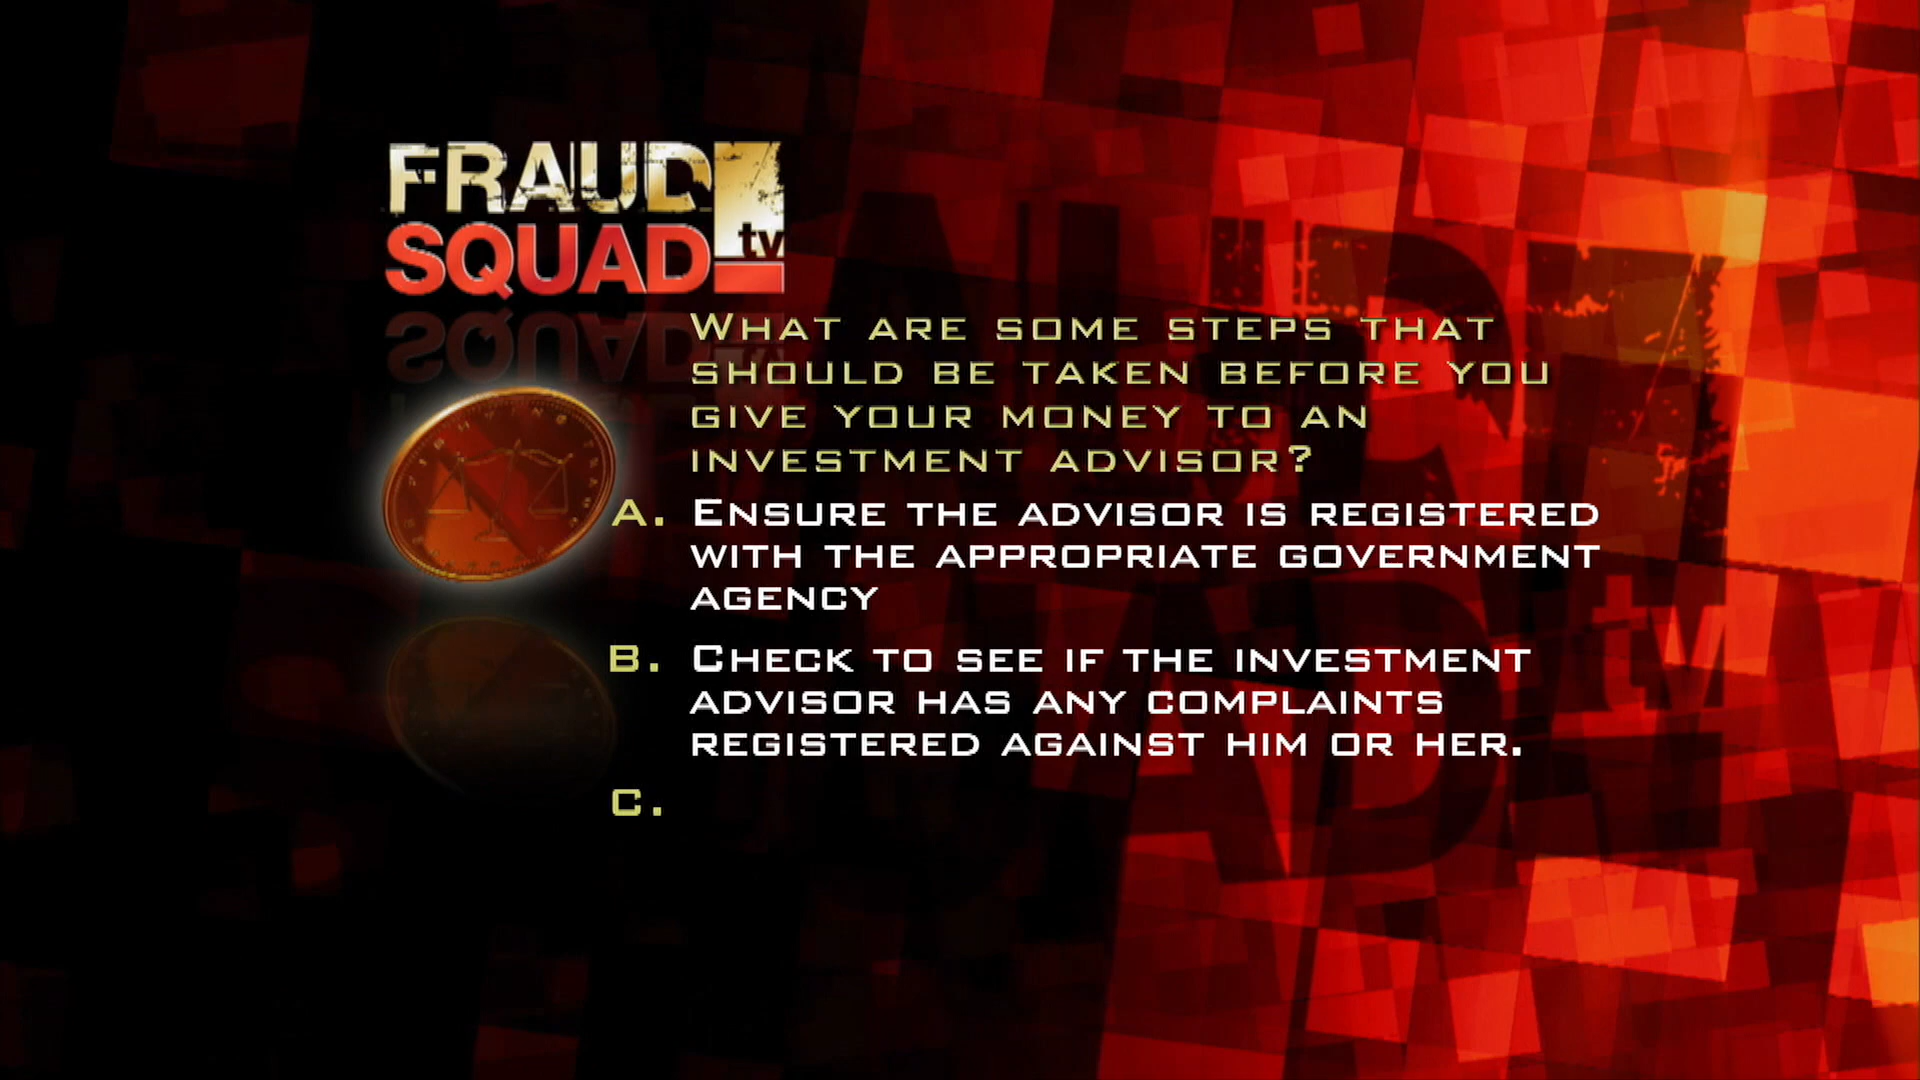 FRAUD
SQUAD
tv
WHAT ARE SOME STEPS THAT
SHOULD BE TAKEN BEFORE YOU
GIVE YOUR MONEY TO AN
INVESTMENT ADVISOR?
A. ENSURE THE ADVISOR IS REGISTERED
WITH THE APPROPRIATE GOVERNMENT
AGENCY
B. CHECK TO SEE IF THE INVESTMENT
ADVISOR HAS ANY COMPLAINTS
REGISTERED AGAINST HIM OR HER.
C.